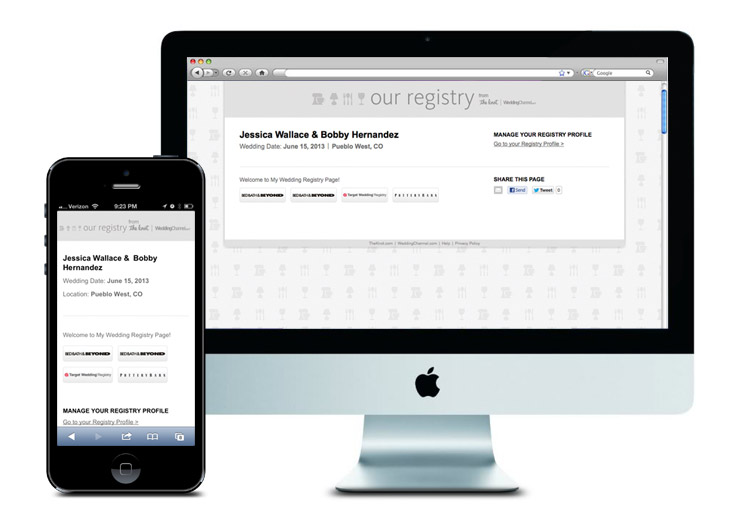 Google
our registry from the knot | WeddingChannel.com
Jessica Wallace & Bobby Hernandez
Wedding Date: June 15, 2013 | Pueblo West, CO
Welcome to My Wedding Registry Page!
BED BATH & BEYOND BED BATH & BEYOND Target Wedding Registry POTTERY BARN
MANAGE YOUR REGISTRY PROFILE
Go to your Registry Profile >
SHARE THIS PAGE
Send Tweet 0
TheKnot.com | WeddingChannel.com | Help | Privacy Policy
Verizon 9:23 PM
our registry from the knot | WeddingChannel.com
Jessica Wallace & Bobby
Hernandez
Wedding Date: June 15, 2013
Location: Pueblo West, CO
Welcome to My Wedding Registry Page!
BED BATH & BEYOND BED BATH & BEYOND
Target Wedding Registry POTTERY BARN
MANAGE YOUR REGISTRY PROFILE
Go to your Registry Profile >